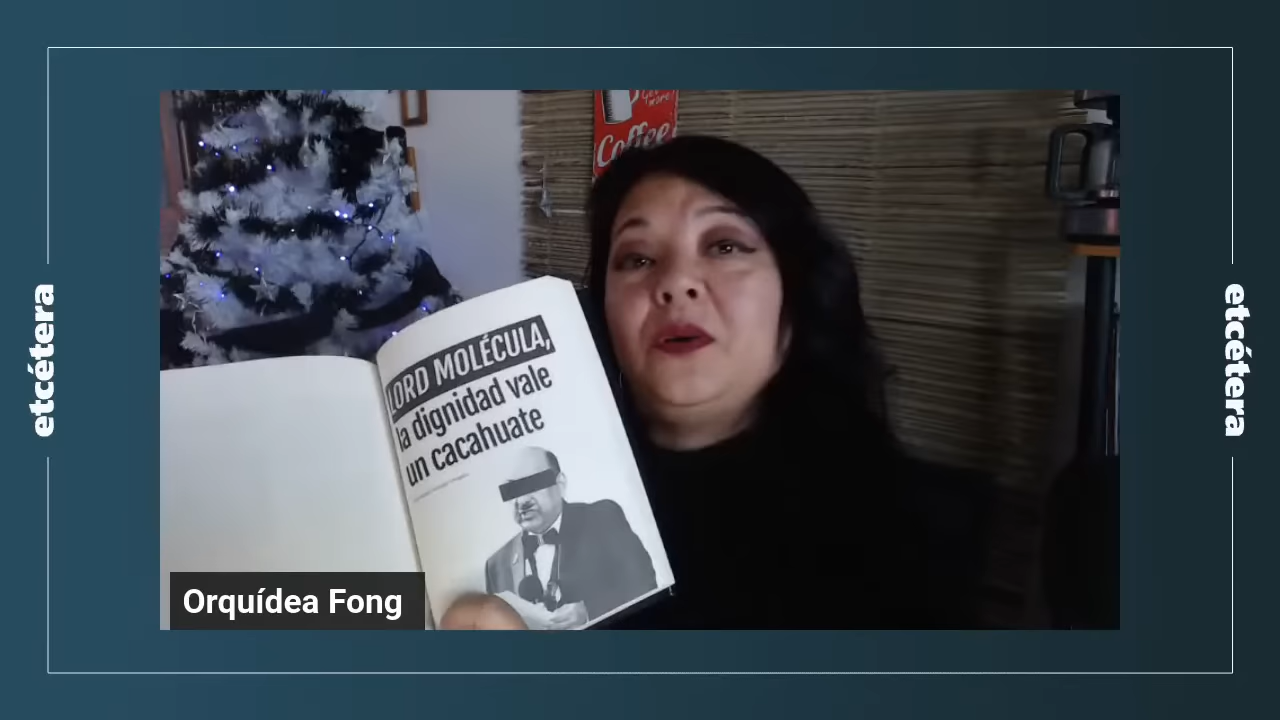 etcétera
Coffee
LORD MOLÉCULA,
la dignidad vale
un cacahuate
Orquídea Fong
etcétera